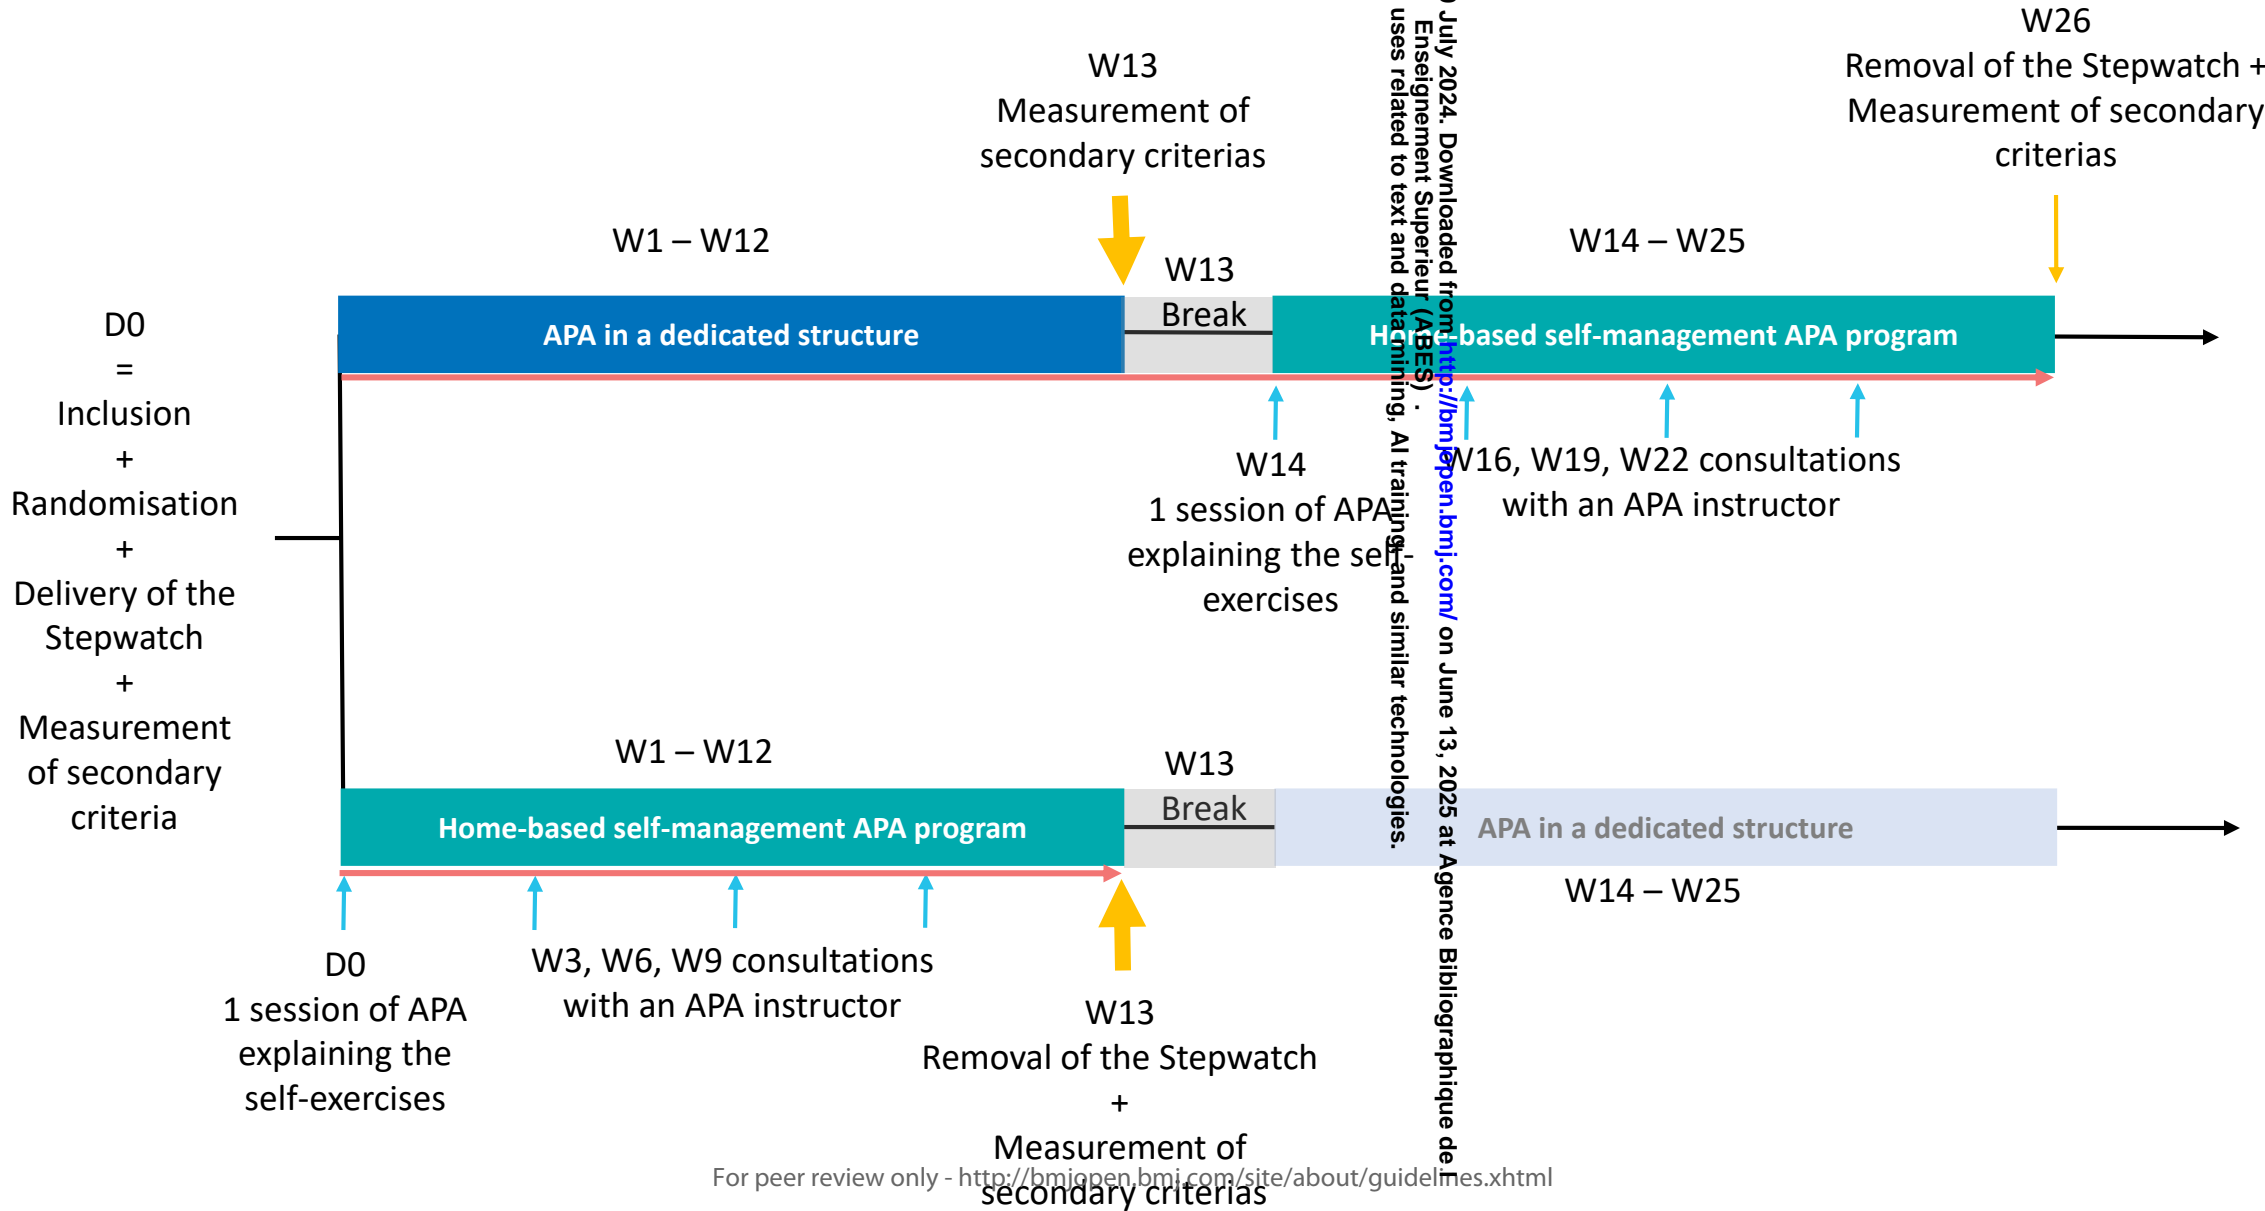 D0
=
Inclusion
+
Randomisation
+
Delivery of the
Stepwatch
+
Measurement
of secondary
criteria
W1 – W12
W13
Measurement of
secondary criterias
W13
Break
W14 – W25
W26
Removal of the Stepwatch +
Measurement of secondary
criterias
APA in a dedicated structure
Home-based self-management APA program
W14
1 session of APA
explaining the self-
exercises
W16, W19, W22 consultations
with an APA instructor
W1 – W12
W13
Break
Home-based self-management APA program
APA in a dedicated structure
W14 – W25
D0
1 session of APA
explaining the
self-exercises
W3, W6, W9 consultations
with an APA instructor
W13
Removal of the Stepwatch
+
Measurement of
secondary criterias
July 2024. Downloaded from http://bmjopen.bmj.com/ on June 13, 2025 at Agence Bibliographique de l
Enseignement Superieur (ABES) .
uses related to text and data mining, AI training, and similar technologies.
For peer review only - http://bmjopen.bmj.com/site/about/guidelines.xhtml